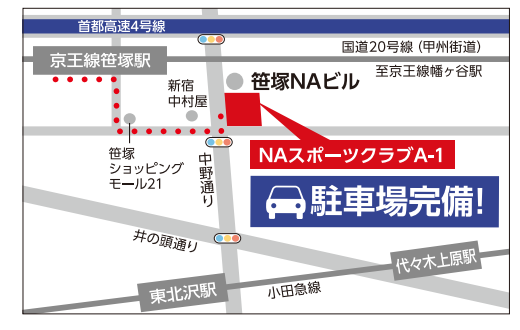 首都高速4号線
国道20号線（甲州街道）
京王線笹塚駅
至京王線幡ヶ谷駅
新宿
中村屋
笹塚NAビル
笹塚
ショッピング
モール21
中野通り
NAスポーツクラブA-1
駐車場完備!
井の頭通り
代々木上原駅
東北沢駅
小田急線